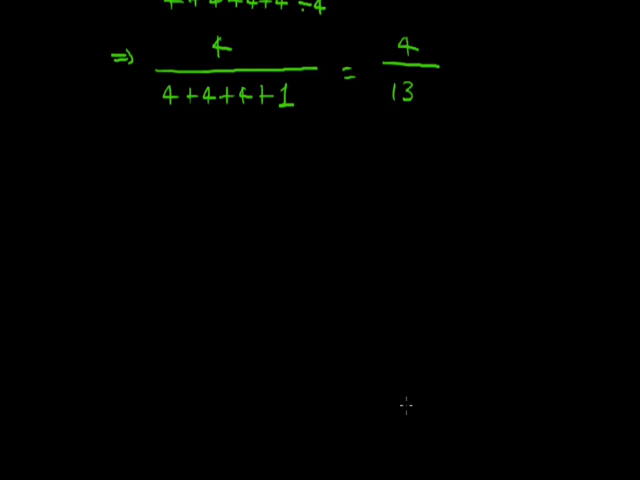 ⇒ 4 / 4+4+4+1 = 4 / 13